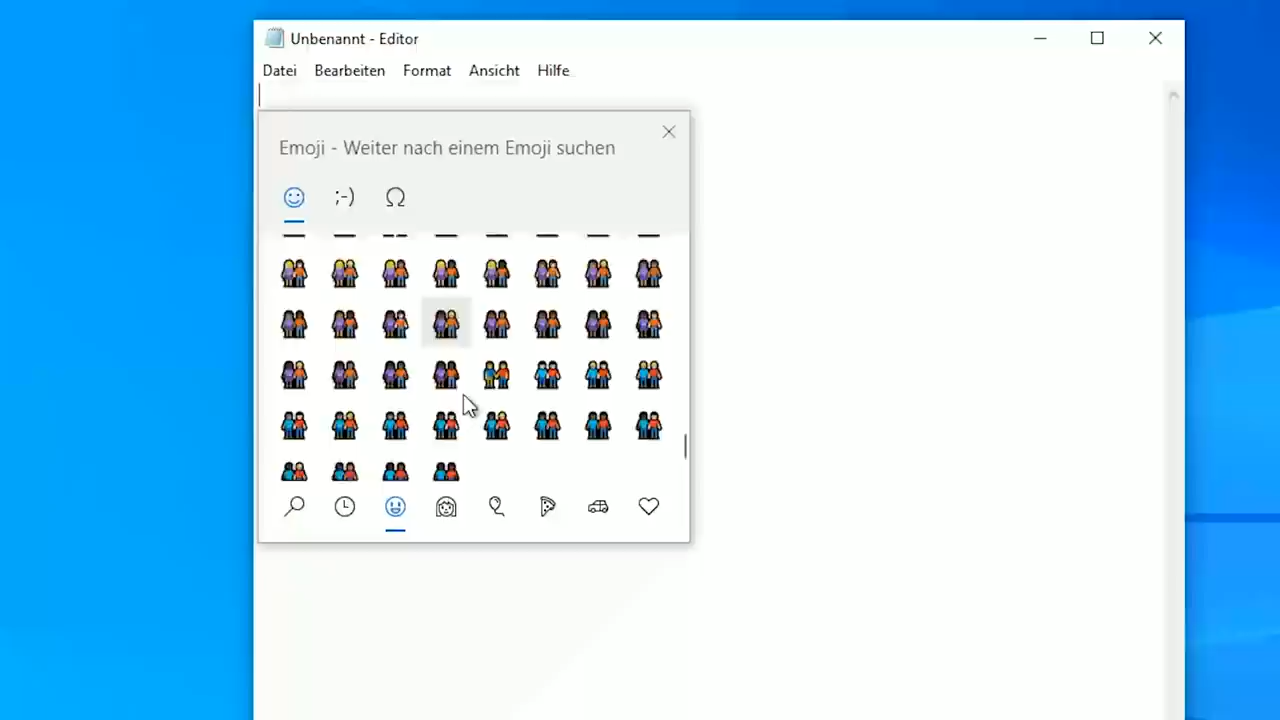 Unbenannt - Editor
Datei Bearbeiten Format Ansicht Hilfe
Emoji - Weiter nach einem Emoji suchen
;-) Ω